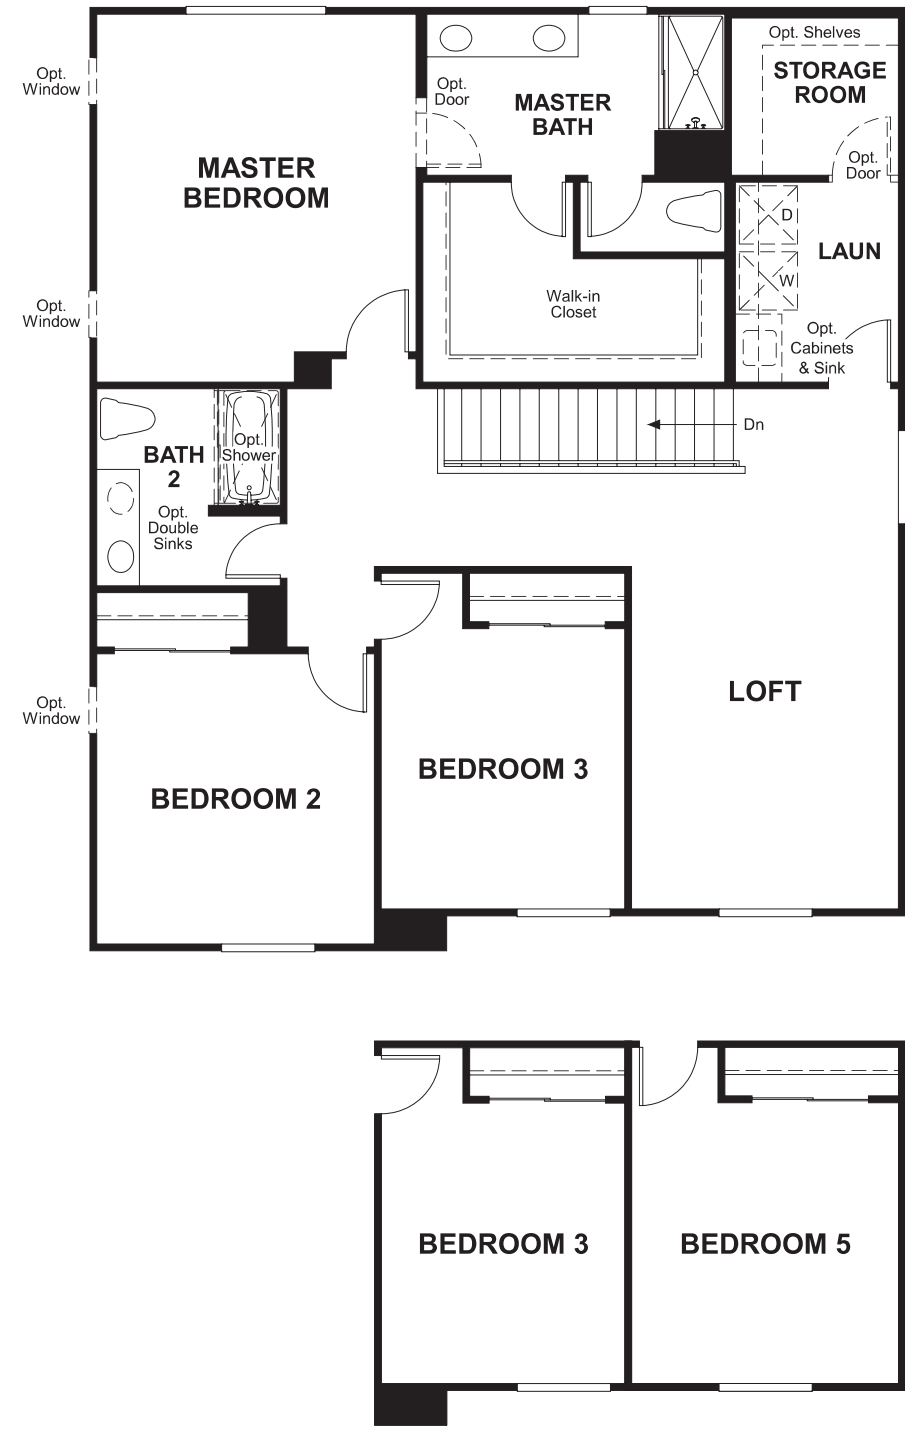 Opt. Shelves
STORAGE
ROOM
Opt.
Door
Opt.
Window
Opt.
Door
MASTER
BATH
MASTER
BEDROOM
D
LAUN
W
Opt.
Cabinets
& Sink
Walk-in
Closet
Opt.
Window
Dn
Opt.
Shower
BATH
2
Opt.
Double
Sinks
Opt.
Window
LOFT
BEDROOM 3
BEDROOM 2
BEDROOM 3
BEDROOM 5